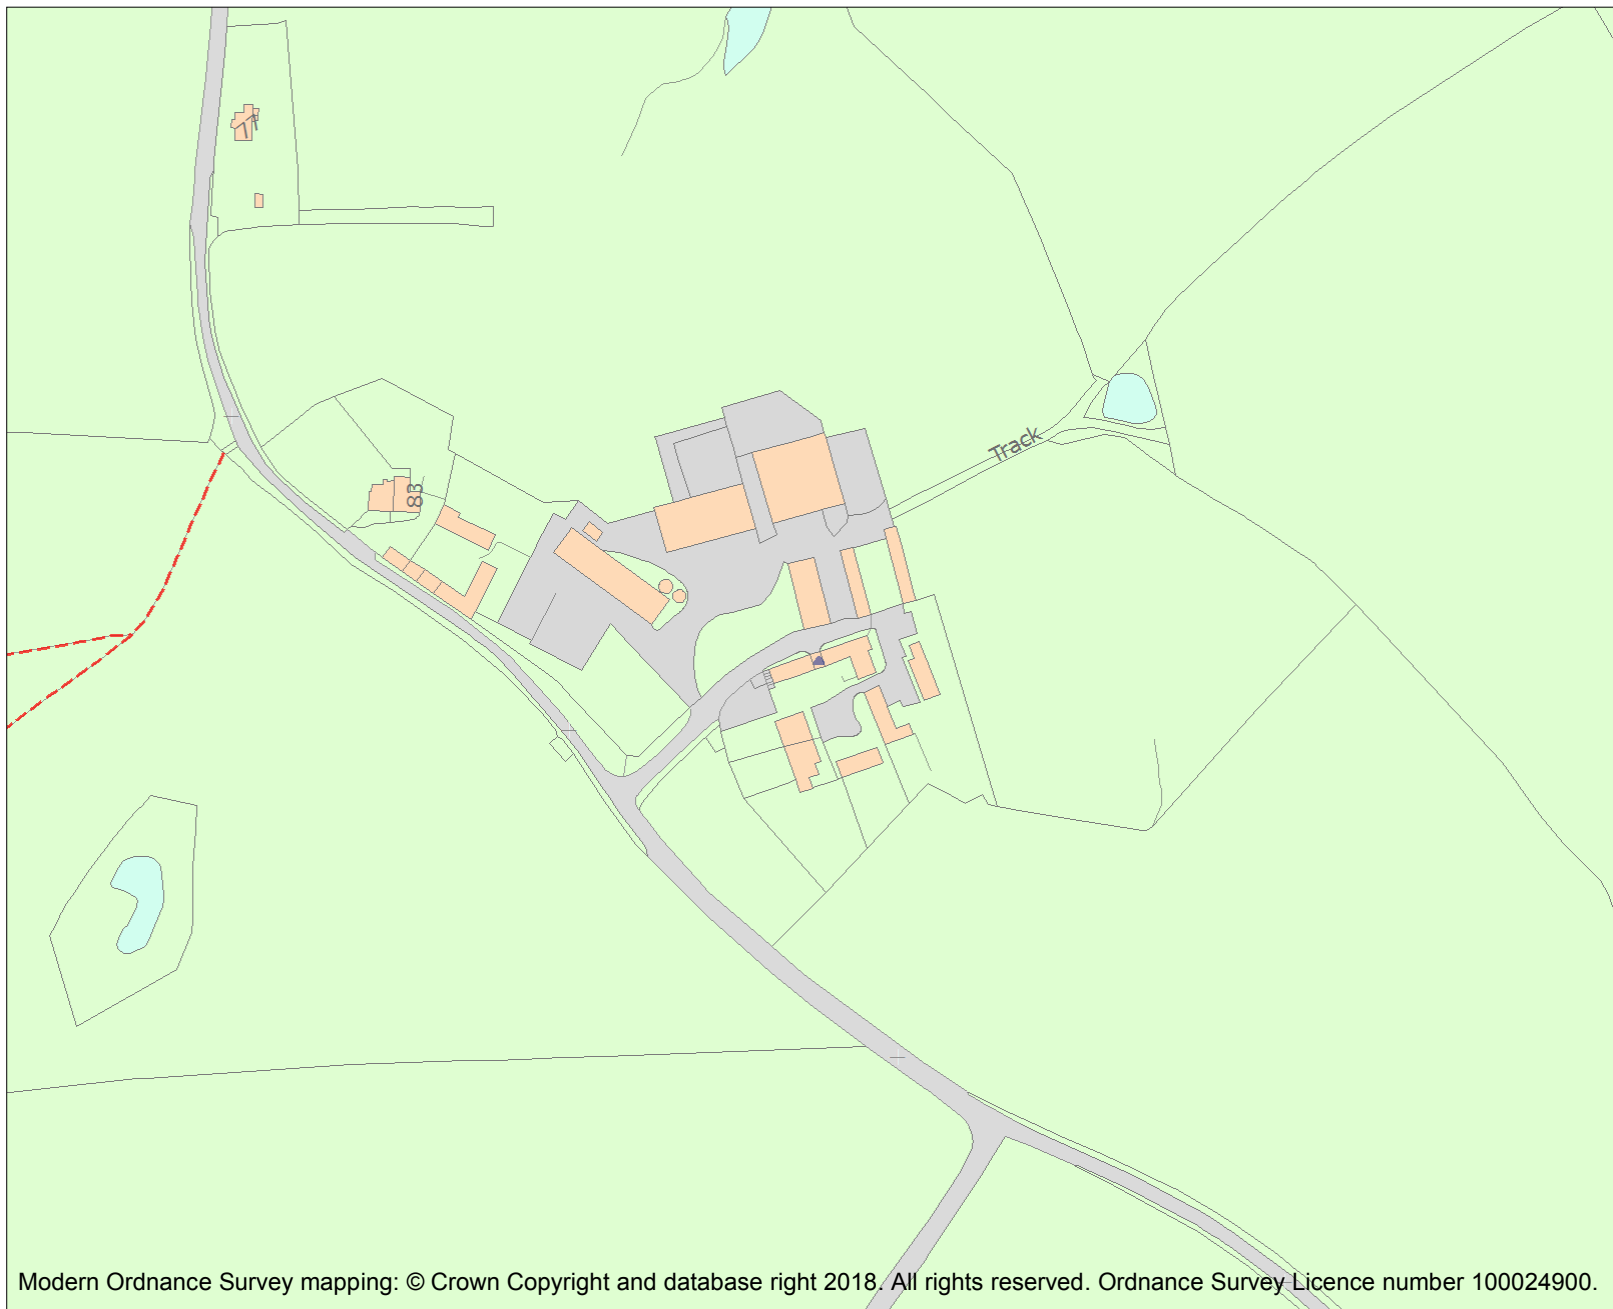 77
83
Track
Modern Ordnance Survey mapping: © Crown Copyright and database right 2018. All rights reserved. Ordnance Survey Licence number 100024900.